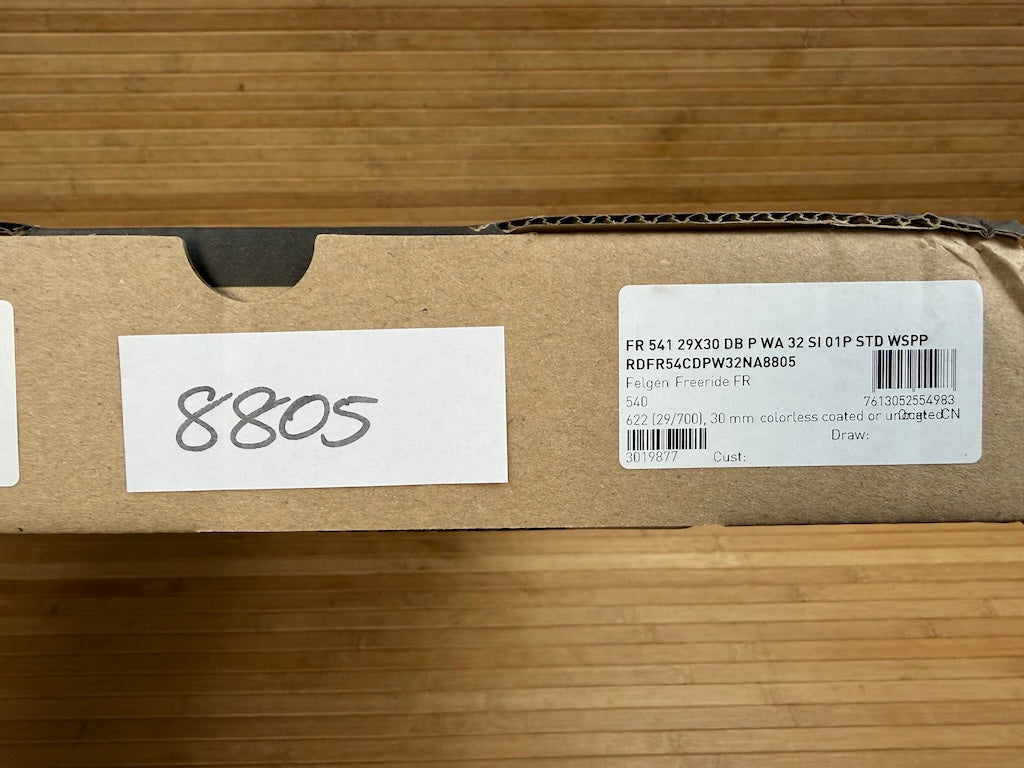 8805
FR 541 29X30 DB P WA 32 SI 01P STD WSPP
RDFR54CDPW32NA8805
Felgen Freeride FR
540
7613052554983
622 (29/700), 30 mm colorless coated or uncoated
Orig: CN
Draw:
3019877
Cust: